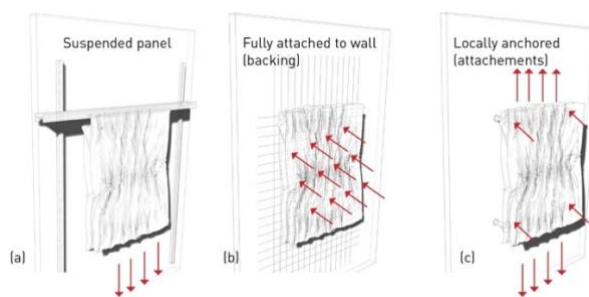 Suspended panel
Fully attached to wall
(backing)
Locally anchored
(attachements)
(a)
(b)
(c)